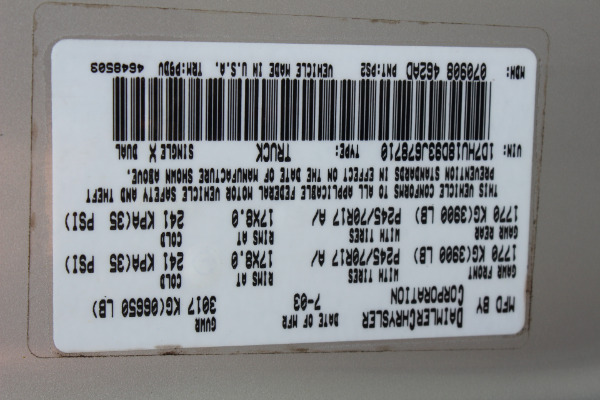 MFD BY DAIMLERCHRYSLER CORPORATION
DATE OF MFR 7-03
GVWR 3017 KG(06650 LB)
GAWR FRONT WITH TIRES RIMS AT COLD
1770 KG(3900 LB) P245/70R17 A/ 17X8.0 241 KPA(35 PSI)
GAWR REAR WITH TIRES RIMS AT COLD
1770 KG(3900 LB) P245/70R17 A/ 17X8.0 241 KPA(35 PSI)
THIS VEHICLE CONFORMS TO ALL APPLICABLE FEDERAL MOTOR VEHICLE SAFETY AND THEFT
PREVENTION STANDARDS IN EFFECT ON THE DATE OF MANUFACTURE SHOWN ABOVE.
VIN: 1D7HU18D93J679710 TYPE: TRUCK SINGLE X DUAL
MDH: 070908 462AD PNT:PS2 VEHICLE MADE IN U.S.A. TRM:P9DV 4648503